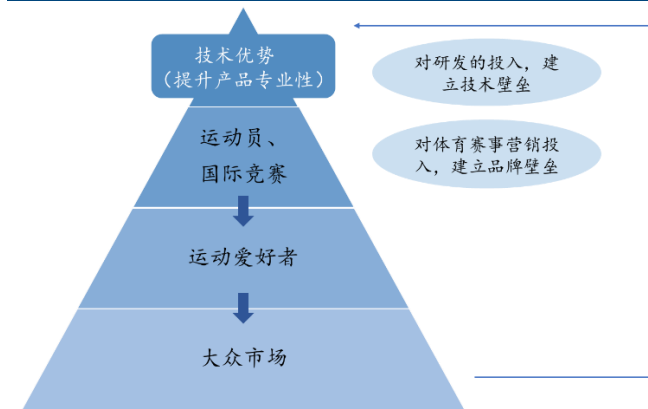 技术优势
（提升产品专业性）
对研发的投入，建
立技术壁垒
运动员、
国际竞赛
对体育赛事营销投
入，建立品牌壁垒
运动爱好者
大众市场